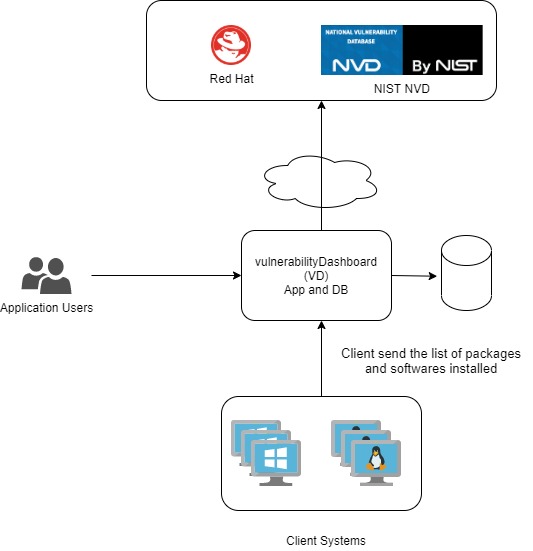 NATIONAL VULNERABILITY
DATABASE
NVD
By NIST
Red Hat
NIST NVD
vulnerabilityDashboard
(VD)
App and DB
Application Users
Client send the list of packages
and softwares installed
Client Systems